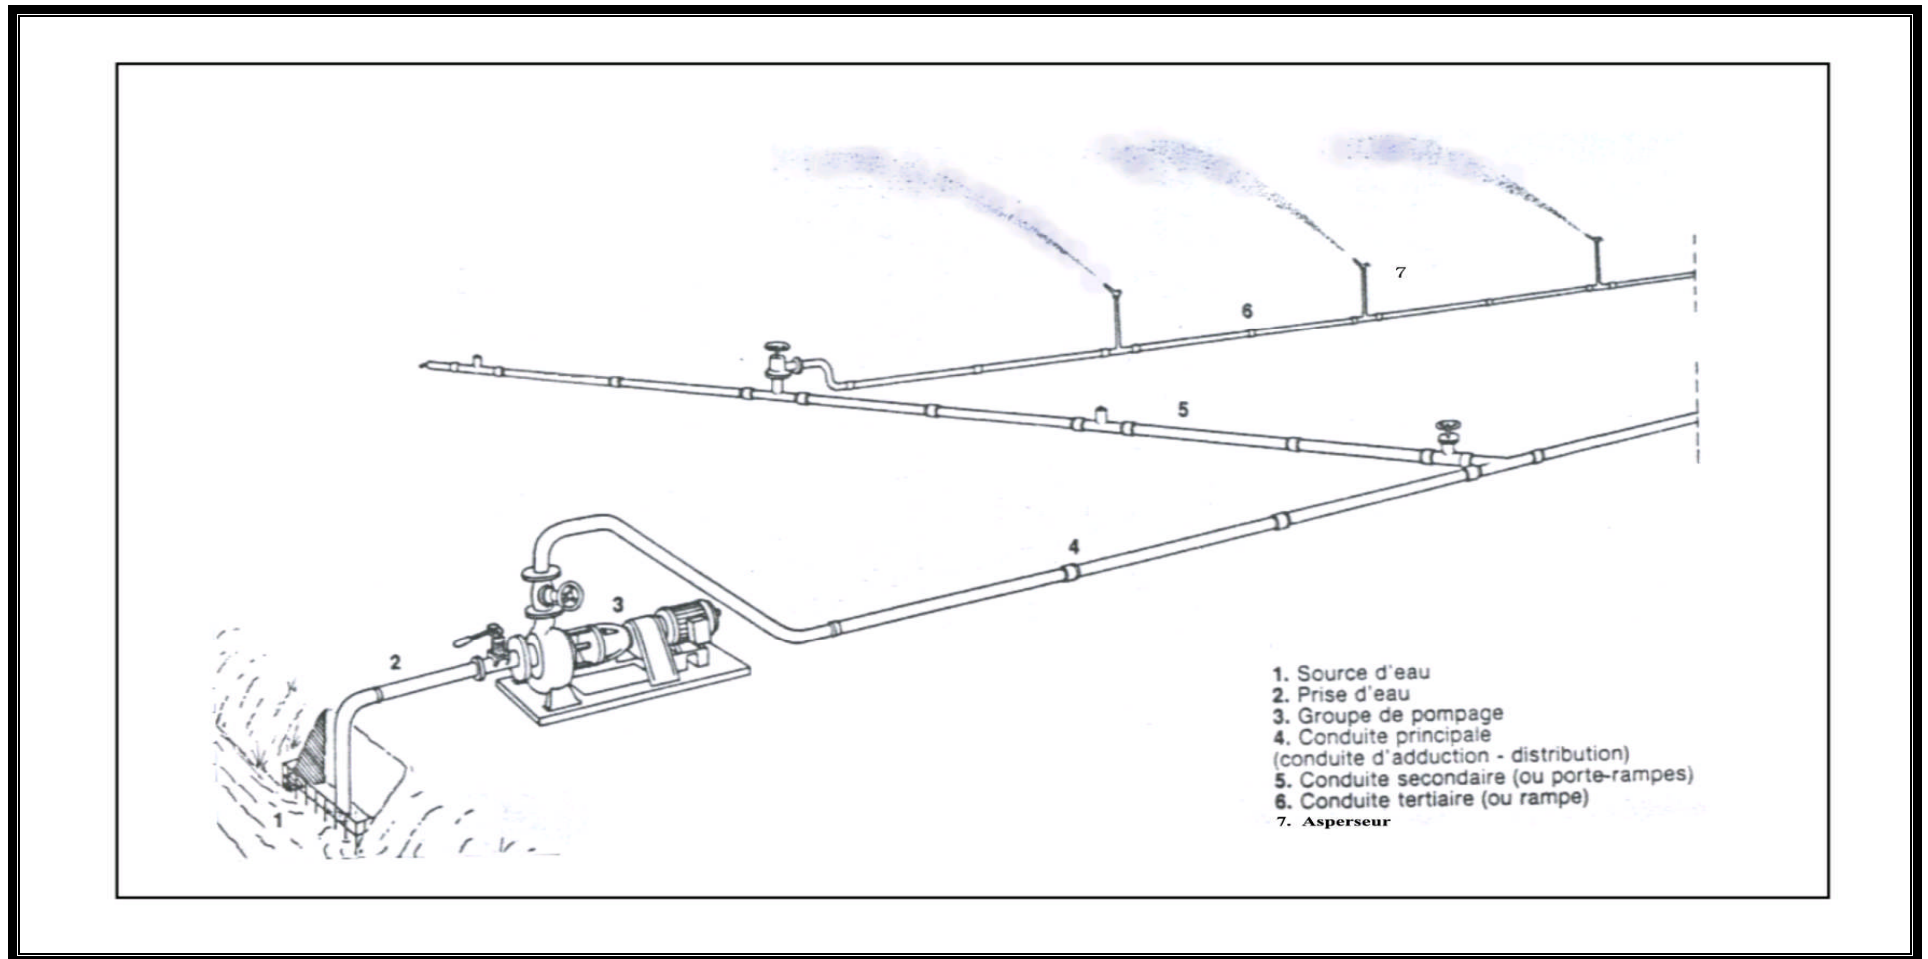 7
6
5
4
3
2
1
1. Source d'eau
2. Prise d'eau
3. Groupe de pompage
4. Conduite principale
(conduite d'adduction - distribution)
5. Conduite secondaire (ou porte-rampes)
6. Conduite tertiaire (ou rampe)
7. Asperseur